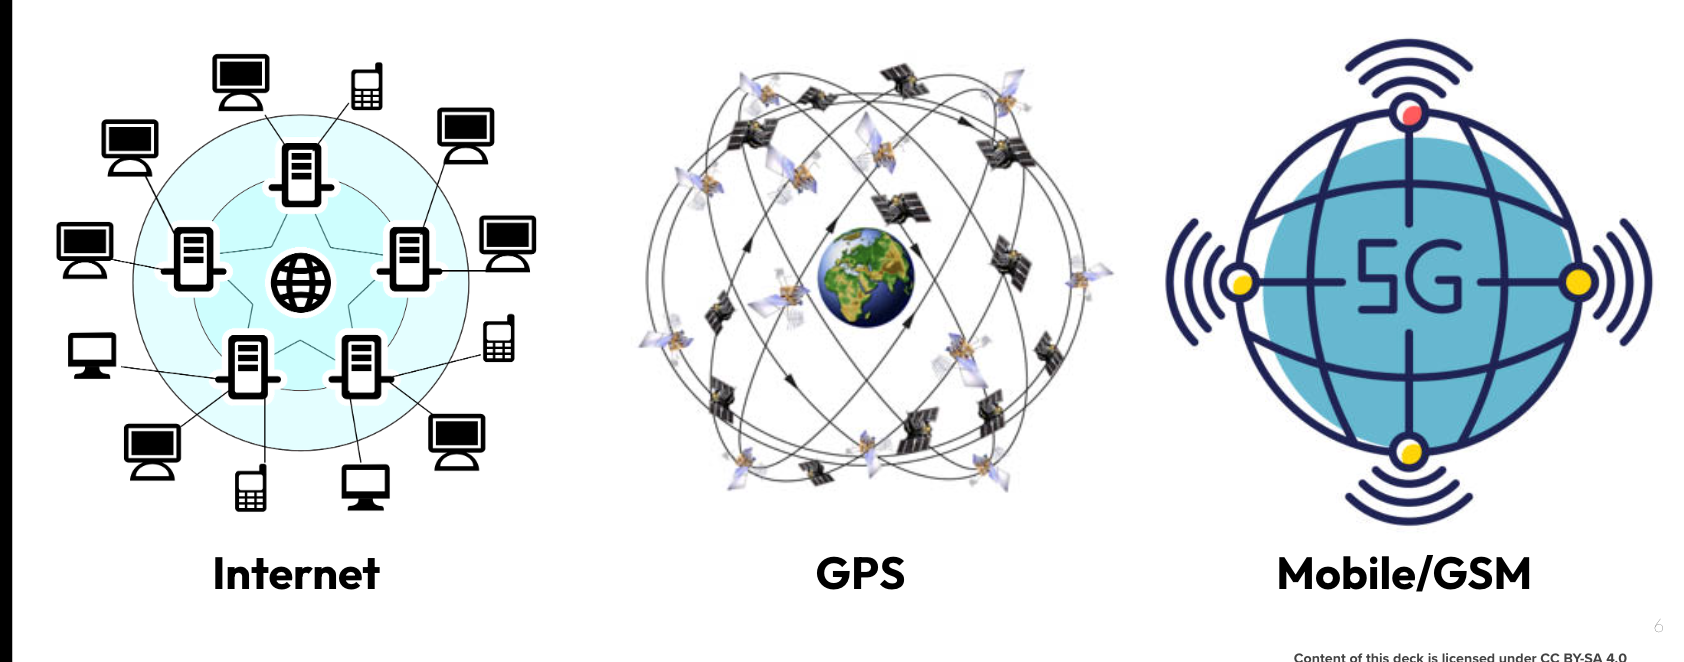 5G
Internet
GPS
Mobile/GSM
6
Content of this deck is licensed under CC BY-SA 4.0